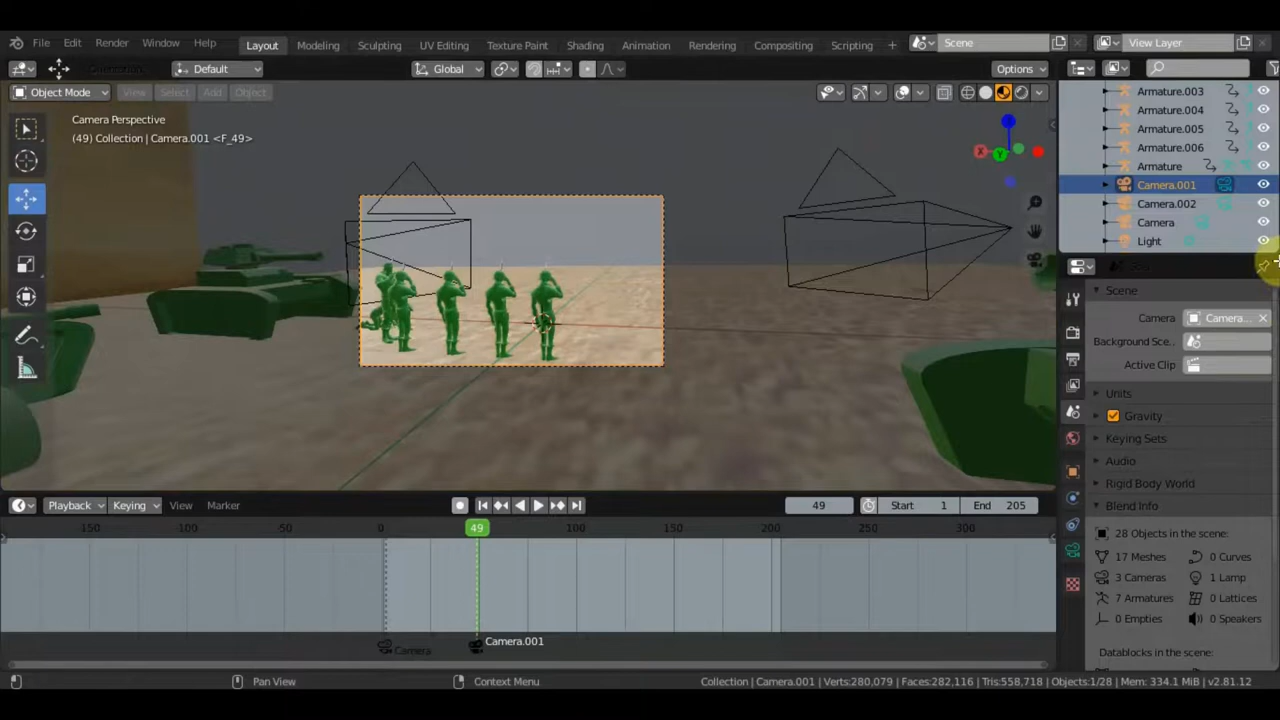 File Edit Render Window Help Layout Modeling Sculpting UV Editing Texture Paint Shading Animation Rendering Compositing Scripting + Scene View Layer
Orientation: Default Global Options
Object Mode View Select Add Object
Camera Perspective
(49) Collection | Camera.001 <F_49>
X Y Z
Armature.003
Armature.004
Armature.005
Armature.006
Armature
Camera.001
Camera.002
Camera
Light
Scene
Camera Camera...
Background Sce..
Active Clip
Units
Gravity
Keying Sets
Audio
Rigid Body World
Blend Info
28 Objects in the scene:
17 Meshes 0 Curves
3 Cameras 1 Lamp
7 Armatures 0 Lattices
0 Empties 0 Speakers
Datablocks in the scene:
Playback Keying View Marker 49 Start 1 End 205
-150 -100 -50 0 49 100 150 200 250 300
Camera Camera.001
Pan View Context Menu Collection | Camera.001 | Verts:280,079 | Faces:282,116 | Tris:558,718 | Objects:1/28 | Mem: 334.1 MiB | v2.81.12